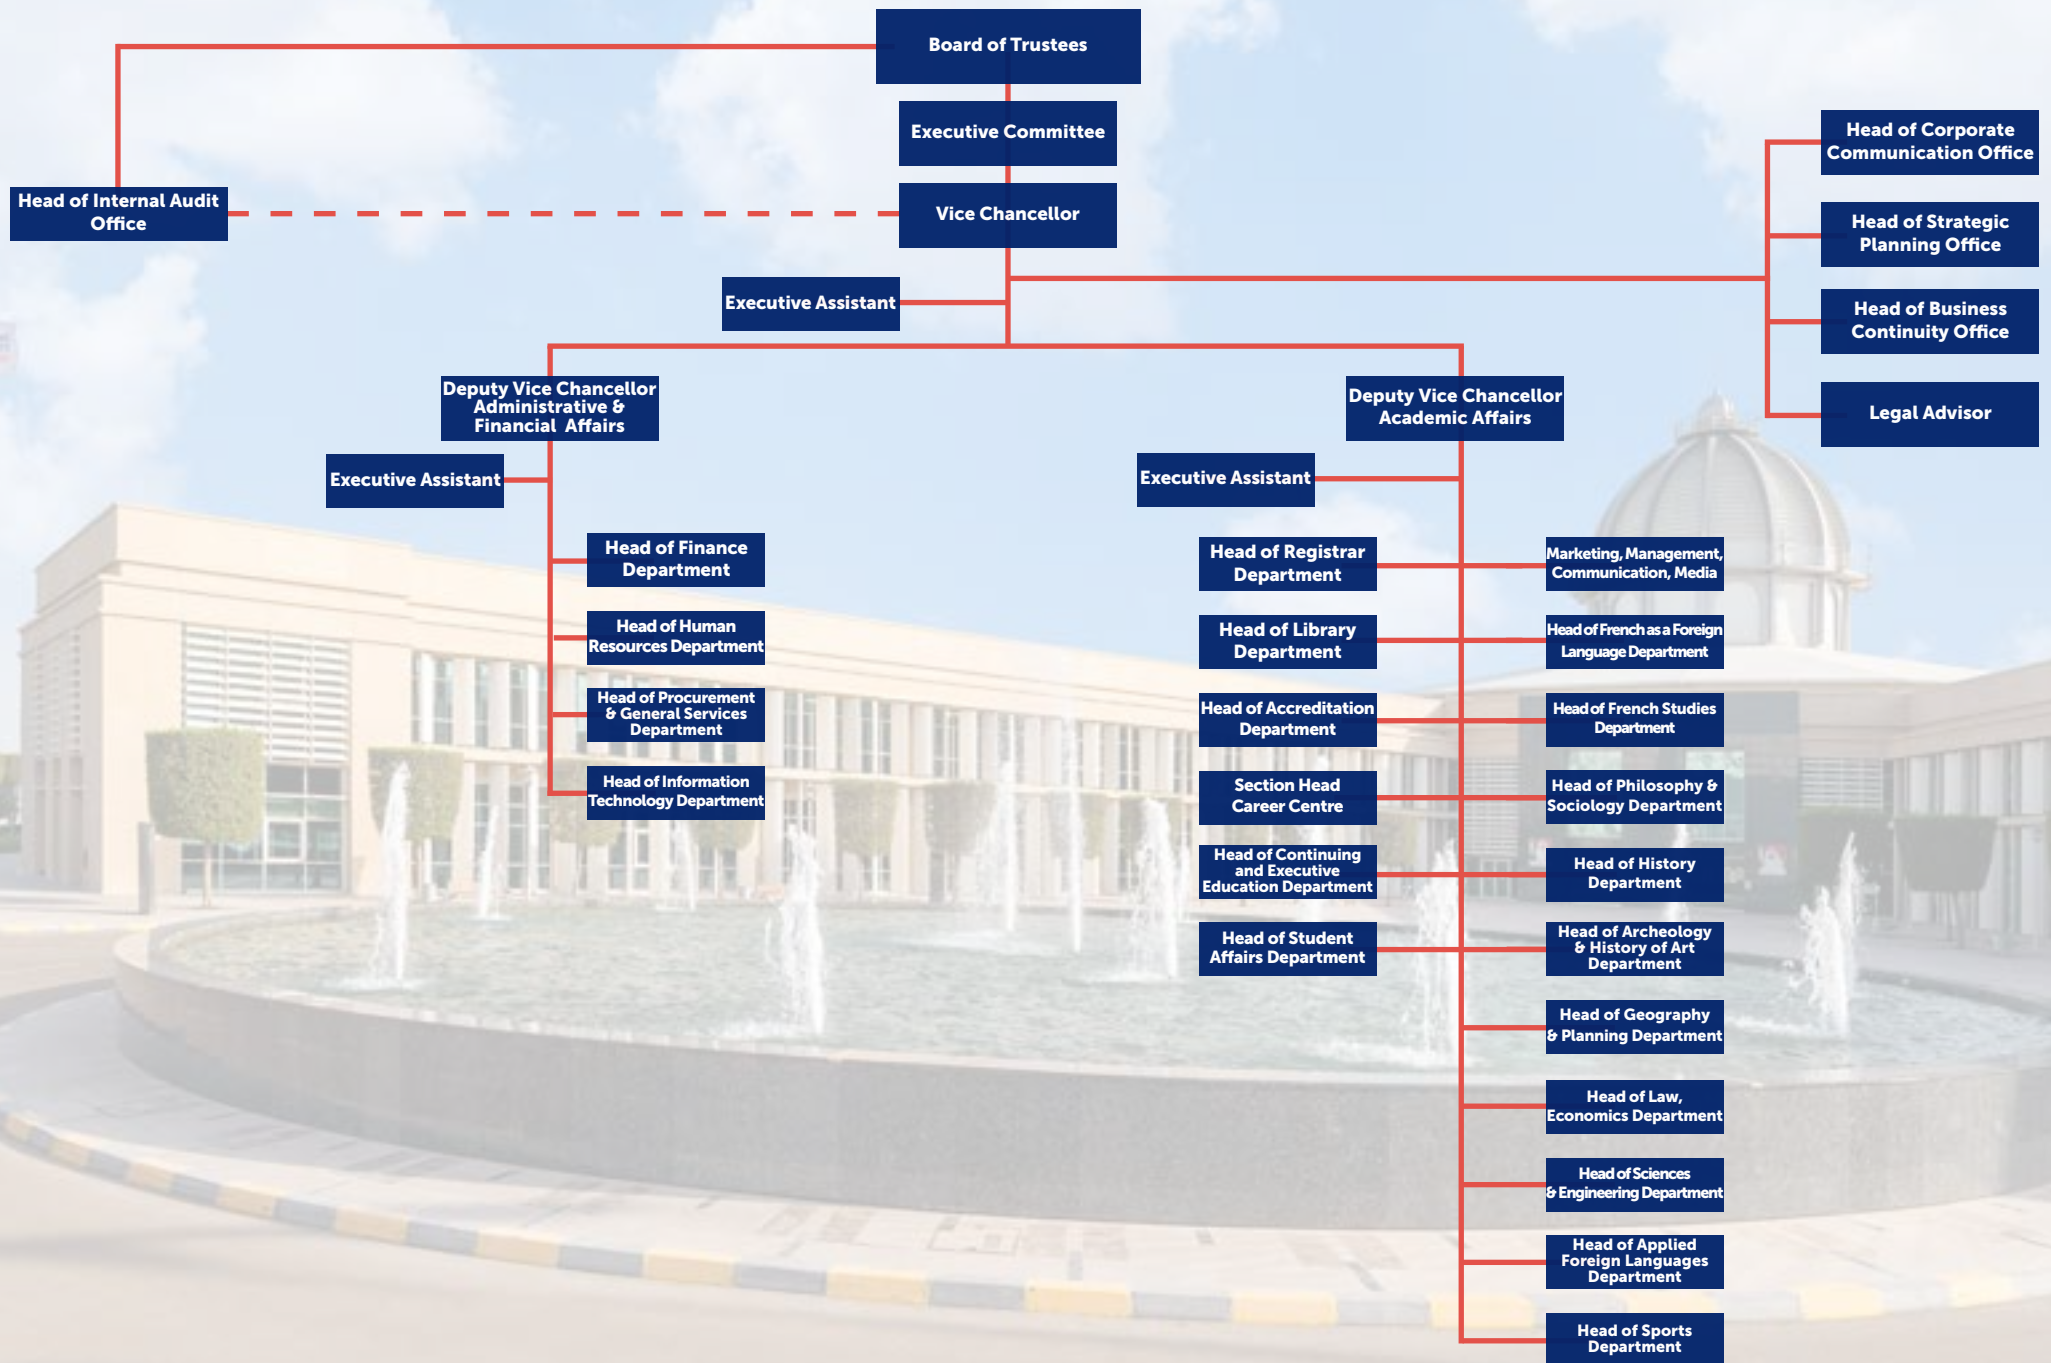 Board of Trustees
Executive Committee
Head of Corporate
Communication Office
Head of Internal Audit
Office
Vice Chancellor
Head of Strategic
Planning Office
Executive Assistant
Head of Business
Continuity Office
Deputy Vice Chancellor
Administrative &
Financial Affairs
Deputy Vice Chancellor
Academic Affairs
Legal Advisor
Executive Assistant
Executive Assistant
Head of Finance
Department
Head of Human
Resources Department
Head of Procurement
& General Services
Department
Head of Information
Technology Department
Head of Registrar
Department
Head of Library
Department
Head of Accreditation
Department
Section Head
Career Centre
Head of Continuing
and Executive
Education Department
Head of Student
Affairs Department
Marketing, Management,
Communication, Media
Head of French as a Foreign
Language Department
Head of French Studies
Department
Head of Philosophy &
Sociology Department
Head of History
Department
Head of Archeology
& History of Art
Department
Head of Geography
& Planning Department
Head of Law,
Economics Department
Head of Sciences
& Engineering Department
Head of Applied
Foreign Languages
Department
Head of Sports
Department